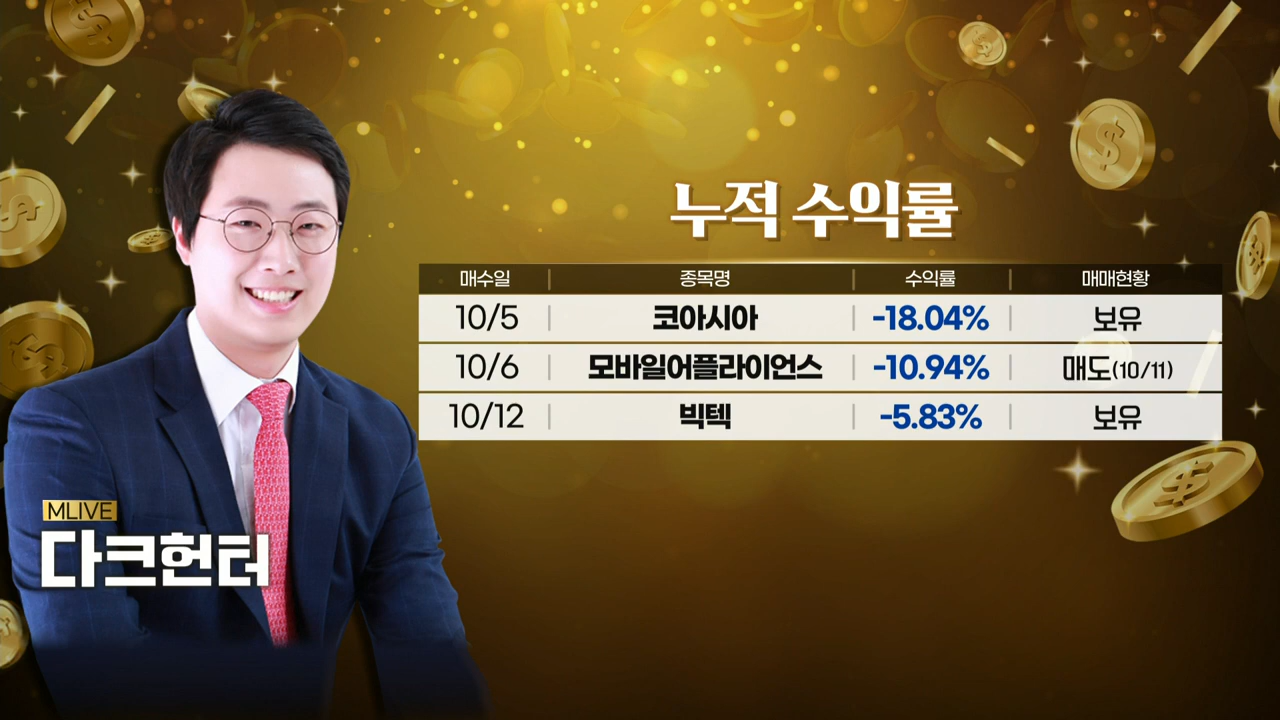 누적 수익률
매수일 종목명 수익률 매매현황
10/5 코아시아 -18.04% 보유
10/6 모바일어플라이언스 -10.94% 매도(10/11)
10/12 빅텍 -5.83% 보유
MLIVE
다크헌터